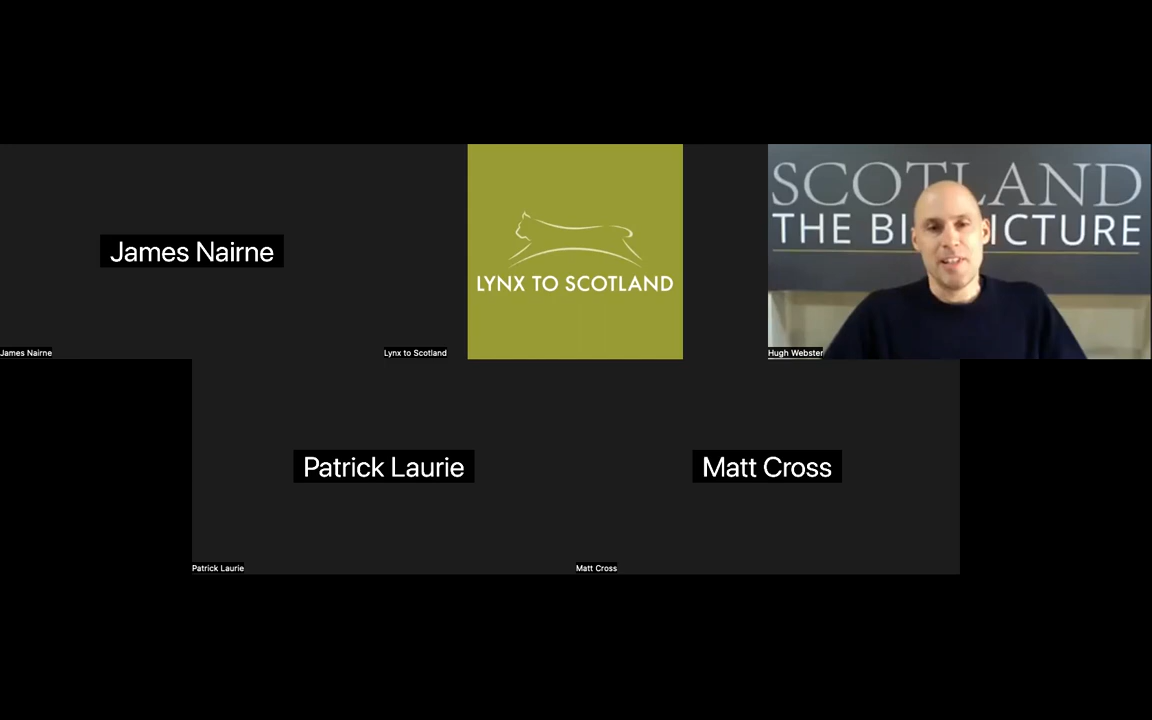 James Nairne
James Nairne
LYNX TO SCOTLAND
Lynx to Scotland
SCOTLAND
THE BI ICTURE
Hugh Webster
Patrick Laurie
Patrick Laurie
Matt Cross
Matt Cross